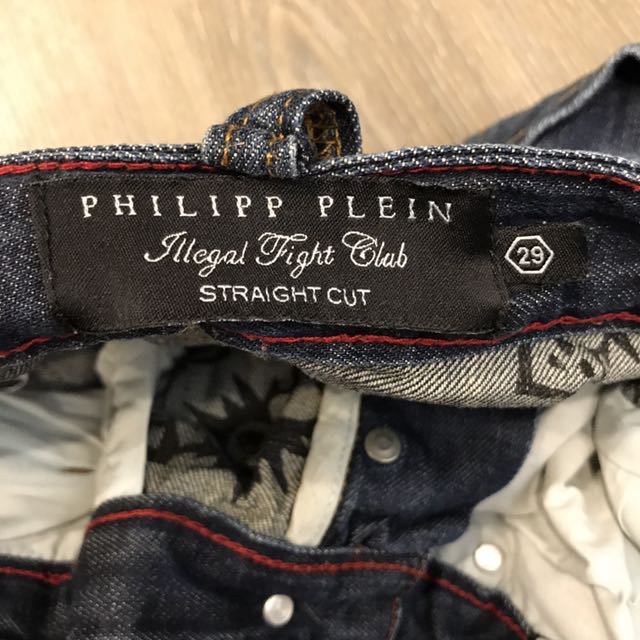 PHILIPP PLEIN
Illegal Fight Club
STRAIGHT CUT
29